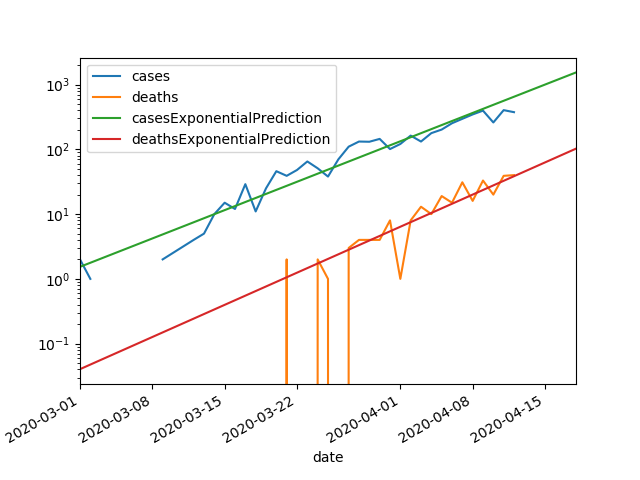 cases
deaths
casesExponentialPrediction
deathsExponentialPrediction
10³
10²
10¹
10⁰
10⁻¹
2020-03-01
2020-03-08
2020-03-15
2020-03-22
2020-04-01
2020-04-08
2020-04-15
date